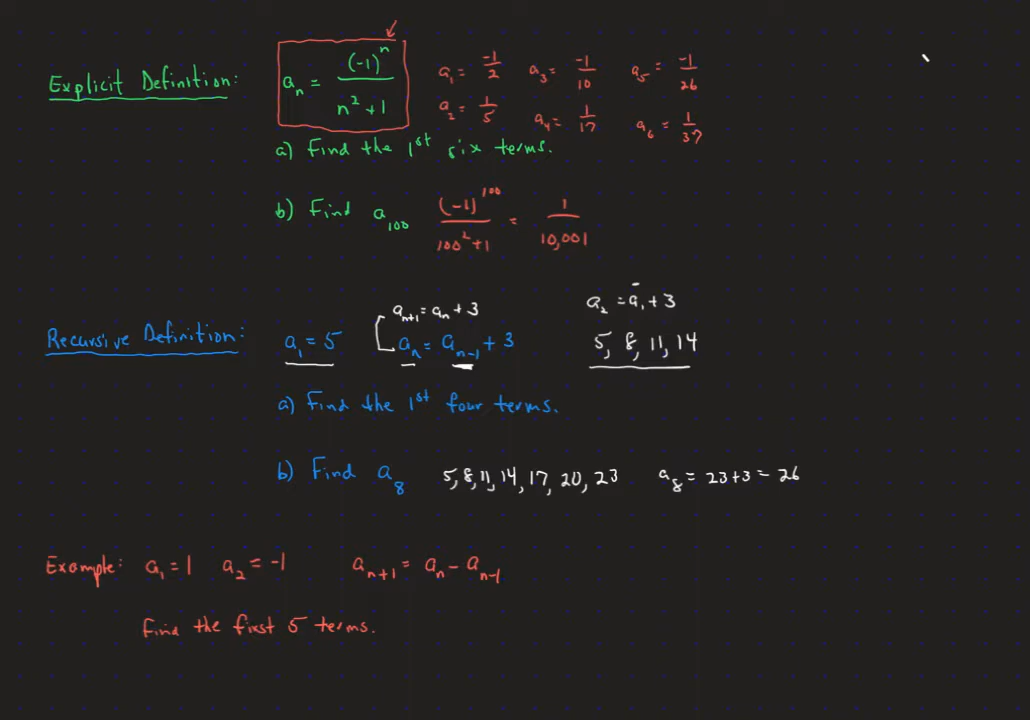 Explicit Definition: aₙ = (-1)ⁿ / (n² + 1)
a₁ = -1/2 a₃ = -1/10 a₅ = -1/26
a₂ = 1/5 a₄ = 1/17 a₆ = 1/37
a) Find the 1st six terms.
b) Find a₁₀₀ (-1)¹⁰⁰ / (100² + 1) = 1 / 10,001
aₙ₊₁ = aₙ + 3 a₂ = a₁ + 3
Recursive Definition: a₁ = 5 aₙ = aₙ₋₁ + 3 5, 8, 11, 14
a) Find the 1st four terms.
b) Find a₈ 5, 8, 11, 14, 17, 20, 23 a₈ = 23+3 = 26
Example: a₁ = 1 a₂ = -1 aₙ₊₁ = aₙ - aₙ₋₁
Find the first 5 terms.